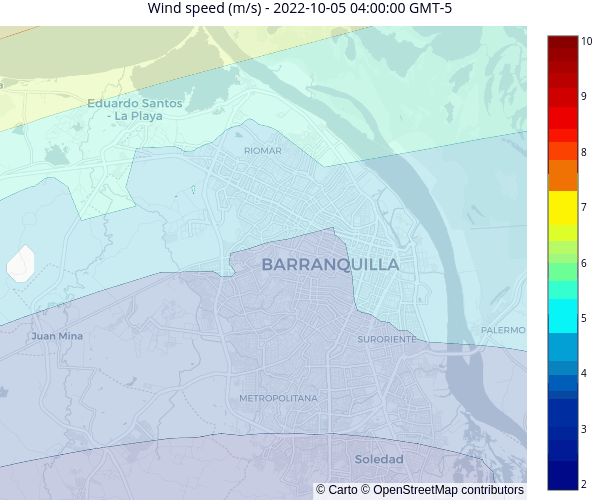 Wind speed (m/s) - 2022-10-05 04:00:00 GMT-5
10
a
Eduardo Santos
- La Playa
9
RIOMAR
8
7
BARRANQUILLA
6
5
PALERMO
Juan Mina
SURORIENTE
4
METROPOLITANA
3
Soledad
2
© Carto © OpenStreetMap contributors